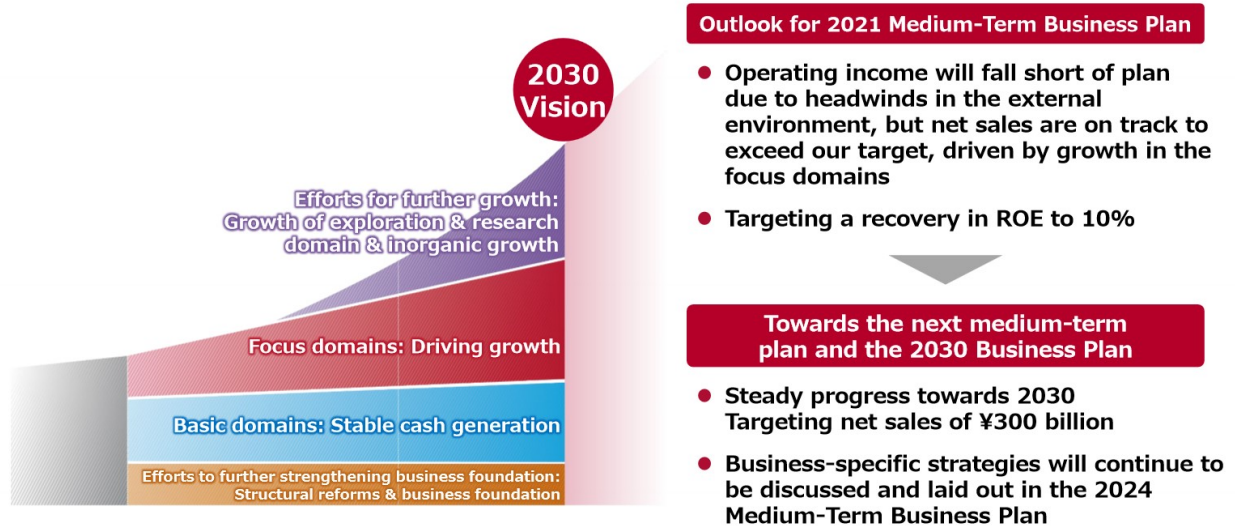 2030
Vision
Efforts for further growth:
Growth of exploration & research
domain & inorganic growth
Focus domains: Driving growth
Basic domains: Stable cash generation
Efforts to further strengthening business foundation:
Structural reforms & business foundation
Outlook for 2021 Medium-Term Business Plan
● Operating income will fall short of plan
due to headwinds in the external
environment, but net sales are on track to
exceed our target, driven by growth in the
focus domains
● Targeting a recovery in ROE to 10%
Towards the next medium-term
plan and the 2030 Business Plan
● Steady progress towards 2030
Targeting net sales of ¥300 billion
● Business-specific strategies will continue to
be discussed and laid out in the 2024
Medium-Term Business Plan